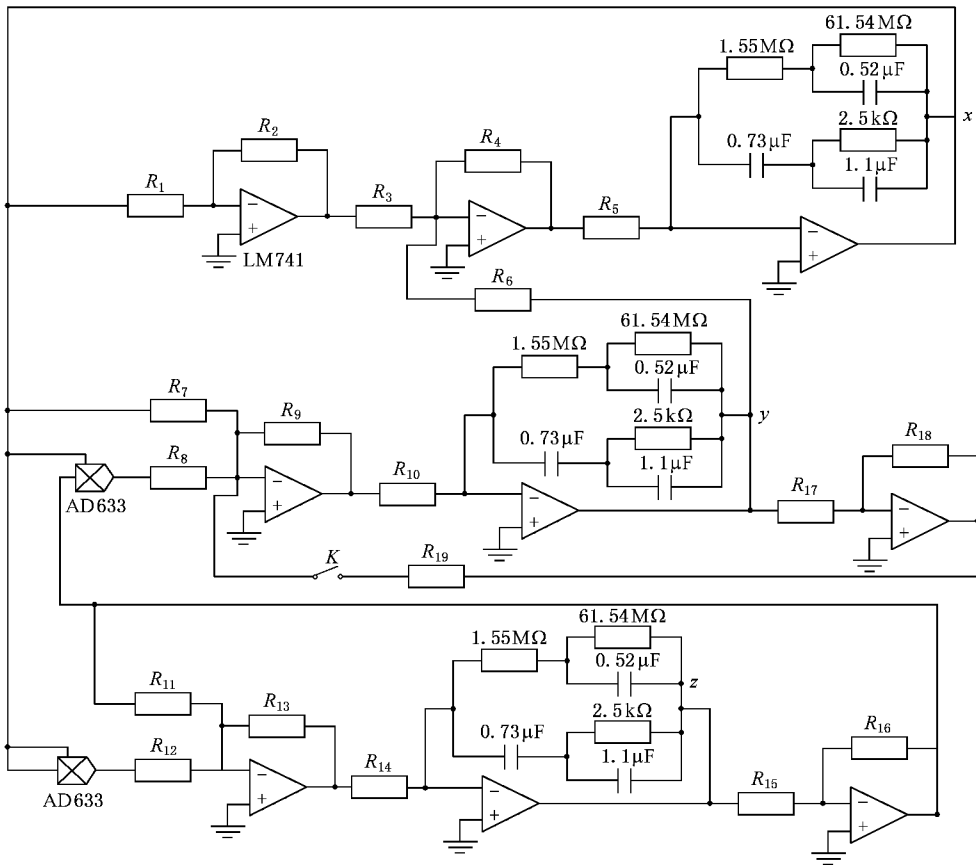 61.54MΩ
1.55MΩ
0.52μF
2.5kΩ
x
0.73μF
1.1μF
R2
R4
R1
R3
R5
−
+
−
+
−
+
LM741
R6
61.54MΩ
1.55MΩ
0.52μF
R7
R9
2.5kΩ
y
0.73μF
1.1μF
R18
R8
R10
R17
AD633
−
+
−
+
−
+
K
R19
61.54MΩ
1.55MΩ
0.52μF
z
R11
R13
2.5kΩ
0.73μF
1.1μF
R16
R12
R14
R15
AD633
−
+
−
+
−
+